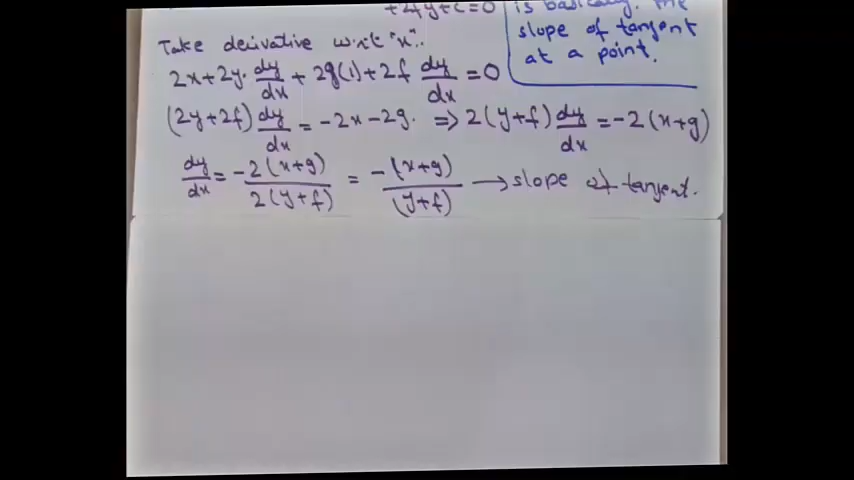 +2fy+c=0
is basically the
slope of tangent
at a point.
Take derivative w.r.t "x".
2x+2y·dy/dx + 2g(1)+2f dy/dx =0
(2y+2f) dy/dx = -2x-2g. ⇒ 2(y+f) dy/dx = -2(x+g)
dy/dx = -2(x+g)/2(y+f) = -(x+g)/(y+f) → slope of tangent.